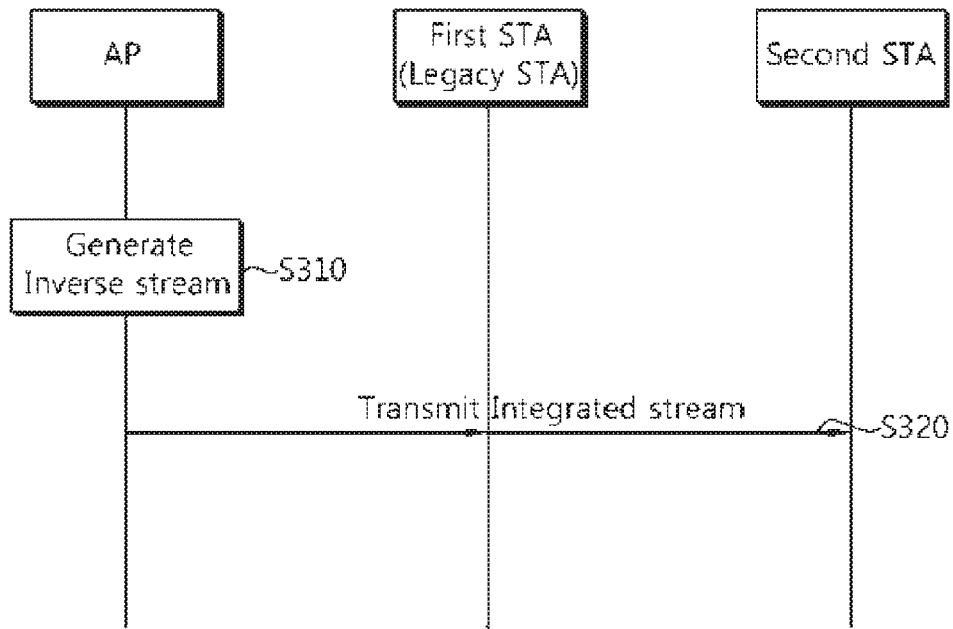 AP
First STA
(Legacy STA)
Second STA
Generate
Inverse stream
S310
Transmit Integrated stream
S320